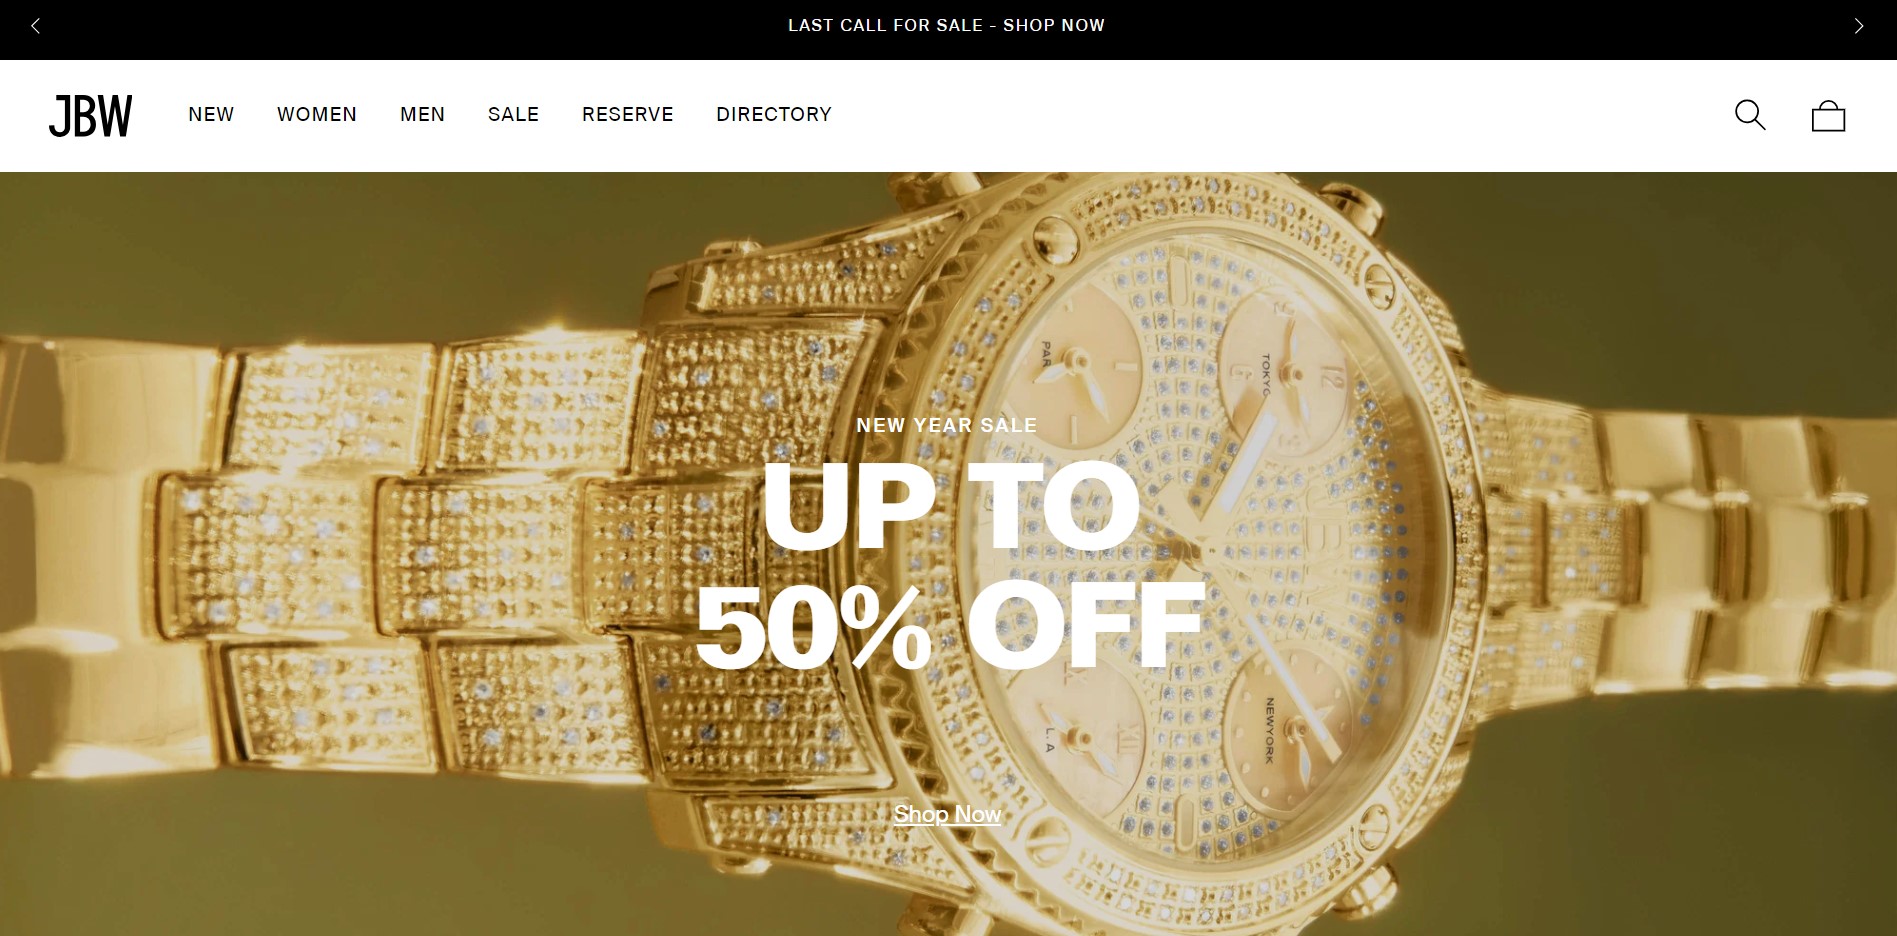 LAST CALL FOR SALE - SHOP NOW
JBW
NEW WOMEN MEN SALE RESERVE DIRECTORY
NEW YEAR SALE
UP TO
50% OFF
Shop Now
PAR
TOKYO
12
L.A
NEWYORK